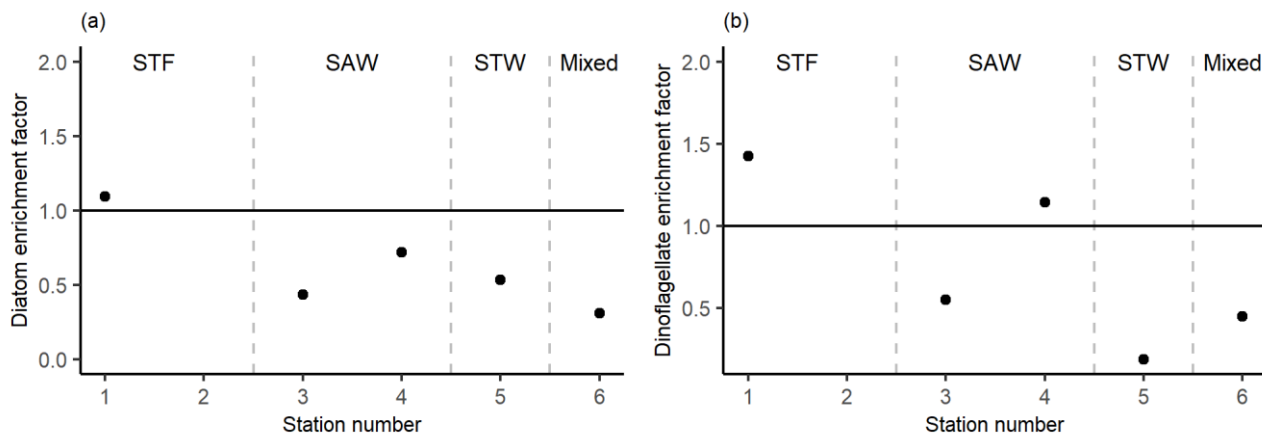 (a)
STF SAW STW Mixed
2.0
1.5
1.0
0.5
0.0
Diatom enrichment factor
1 2 3 4 5 6
Station number
(b)
STF SAW STW Mixed
2.0
1.5
1.0
0.5
Dinoflagellate enrichment factor
1 2 3 4 5 6
Station number